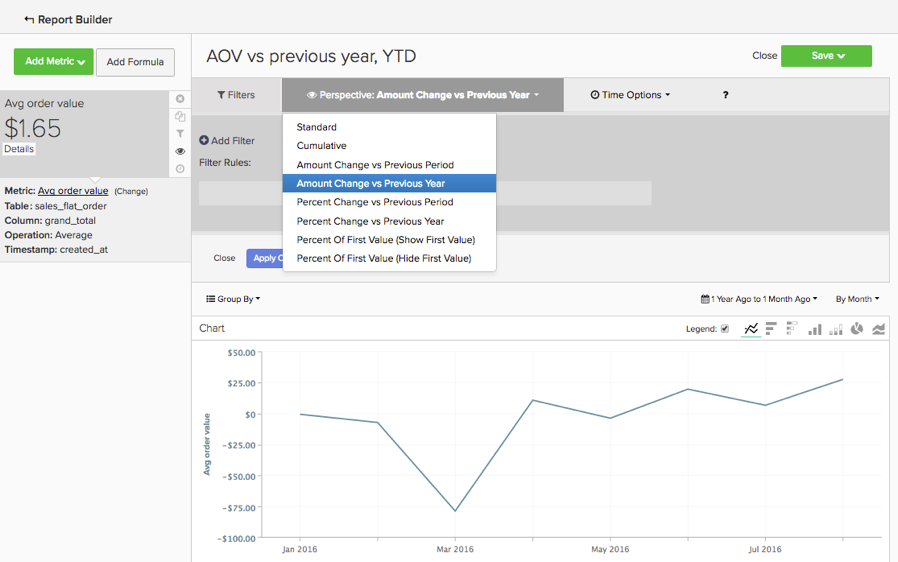 Report Builder
Add Metric
Add Formula
Avg order value
$1.65
Details
Metric: Avg order value (Change)
Table: sales_flat_order
Column: grand_total
Operation: Average
Timestamp: created_at
AOV vs previous year, YTD
Close
Save
Filters
Perspective: Amount Change vs Previous Year
Time Options
?
Add Filter
Filter Rules:
Standard
Cumulative
Amount Change vs Previous Period
Amount Change vs Previous Year
Percent Change vs Previous Period
Percent Change vs Previous Year
Percent Of First Value (Show First Value)
Percent Of First Value (Hide First Value)
Close
Apply
Group By
1 Year Ago to 1 Month Ago
By Month
Chart
Legend:
Avg order value
$50.00
$25.00
$0
-$25.00
-$50.00
-$75.00
-$100.00
Jan 2016
Mar 2016
May 2016
Jul 2016